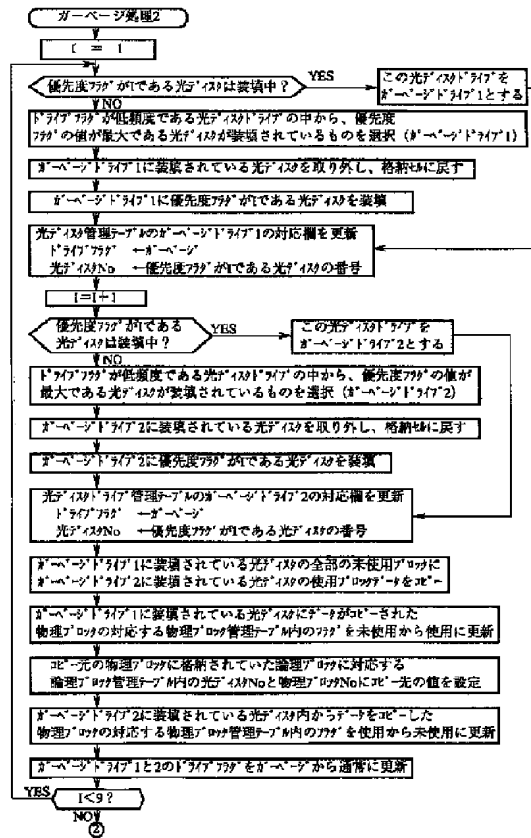 ガーベージ処理2
I = 1
優先度フラグがIである光ディスクは装填中？
YES
この光ディスクドライブを
ガーベージドライブ1とする
NO
ドライブフラグが低頻度である光ディスクドライブの中から、優先度
フラグの値が最大である光ディスクが装填されているものを選択（ガーベージドライブ1）
ガーベージドライブ1に装填されている光ディスクを取り外し、格納セルに戻す
ガーベージドライブ1に優先度フラグがIである光ディスクを装填
光ディスク管理テーブルのガーベージドライブ1の対応欄を更新
ドライブフラグ ←ガーベージ
光ディスクNo ←優先度フラグがIである光ディスクの番号
I=I+1
優先度フラグがIである
光ディスクは装填中？
YES
この光ディスクドライブを
ガーベージドライブ2とする
NO
ドライブフラグが低頻度である光ディスクドライブの中から、優先度フラグの値が
最大である光ディスクが装填されているものを選択（ガーベージドライブ2）
ガーベージドライブ2に装填されている光ディスクを取り外し、格納セルに戻す
ガーベージドライブ2に優先度フラグがIである光ディスクを装填
光ディスクドライブ管理テーブルのガーベージドライブ2の対応欄を更新
ドライブフラグ ←ガーベージ
光ディスクNo ←優先度フラグがIである光ディスクの番号
ガーベージドライブ1に装填されている光ディスクの全部の未使用ブロックに
ガーベージドライブ2に装填されている光ディスクの使用ブロックデータをコピー
ガーベージドライブ1に装填されている光ディスクにデータがコピーされた
物理ブロックの対応する物理ブロック管理テーブル内のフラグを未使用から使用に更新
コピー元の物理ブロックに格納されていた論理ブロックに対応する
論理ブロック管理テーブル内の光ディスクNoと物理ブロックNoにコピー先の値を設定
ガーベージドライブ2に装填されている光ディスク内からデータをコピーした
物理ブロックの対応する物理ブロック管理テーブル内のフラグを使用から未使用に更新
ガーベージドライブ1と2のドライブフラグをガーベージから通常に更新
YES
I<9？
NO
②